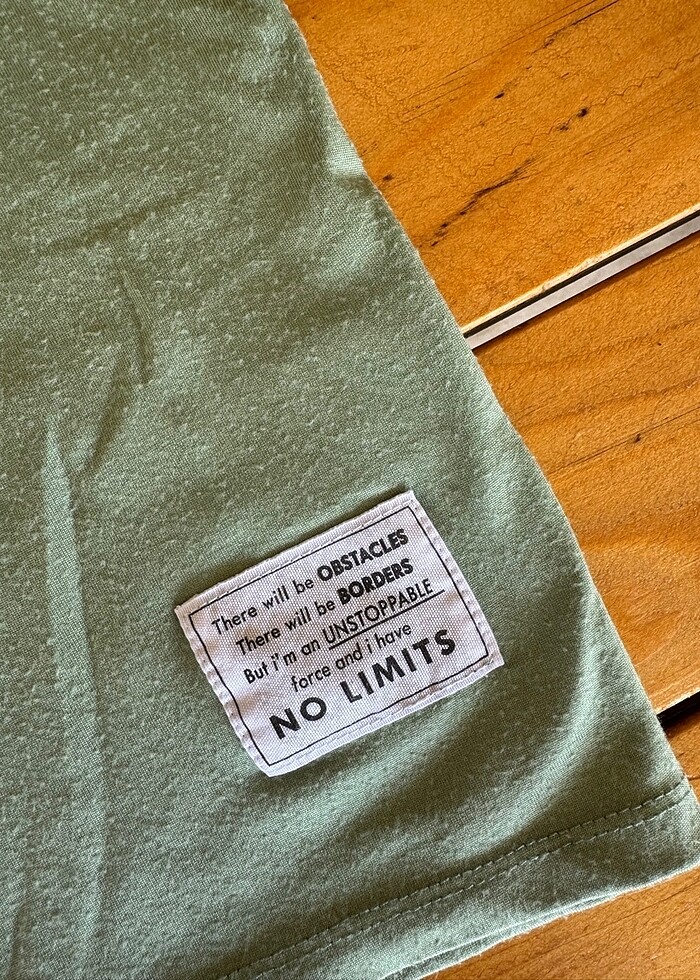 There will be OBSTACLES
There will be BORDERS
But i'm an UNSTOPPABLE
force and i have
NO LIMITS